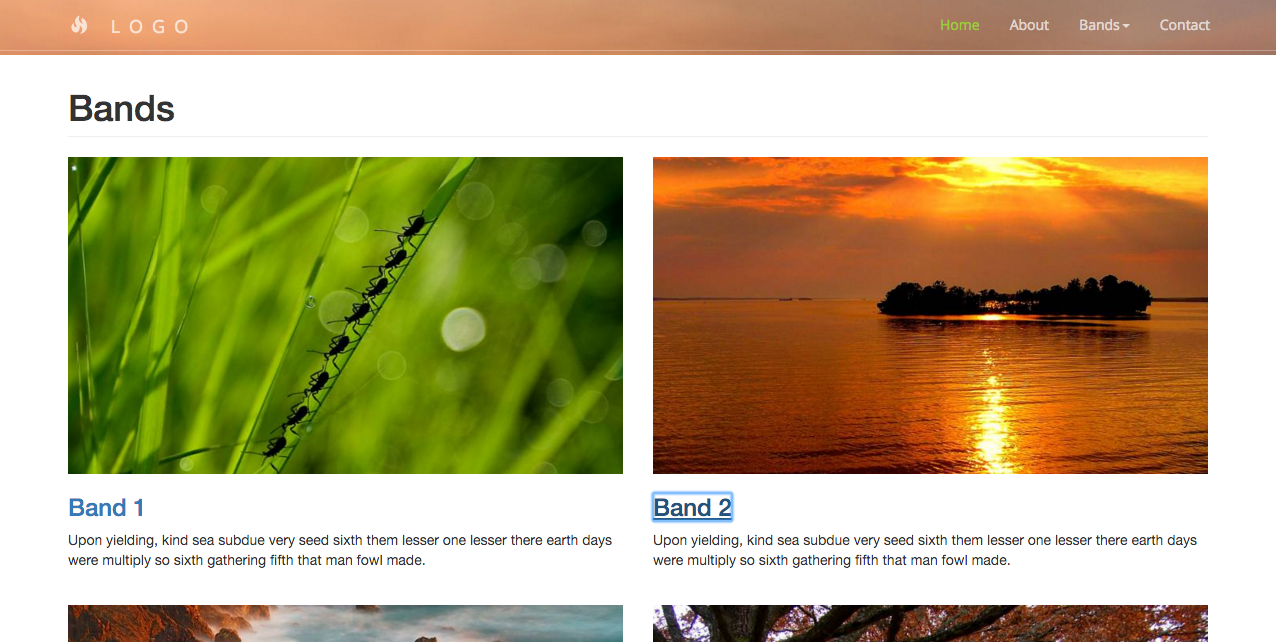 LOGO
Home About Bands Contact
Bands
Band 1
Upon yielding, kind sea subdue very seed sixth them lesser one lesser there earth days
were multiply so sixth gathering fifth that man fowl made.
Band 2
Upon yielding, kind sea subdue very seed sixth them lesser one lesser there earth days
were multiply so sixth gathering fifth that man fowl made.